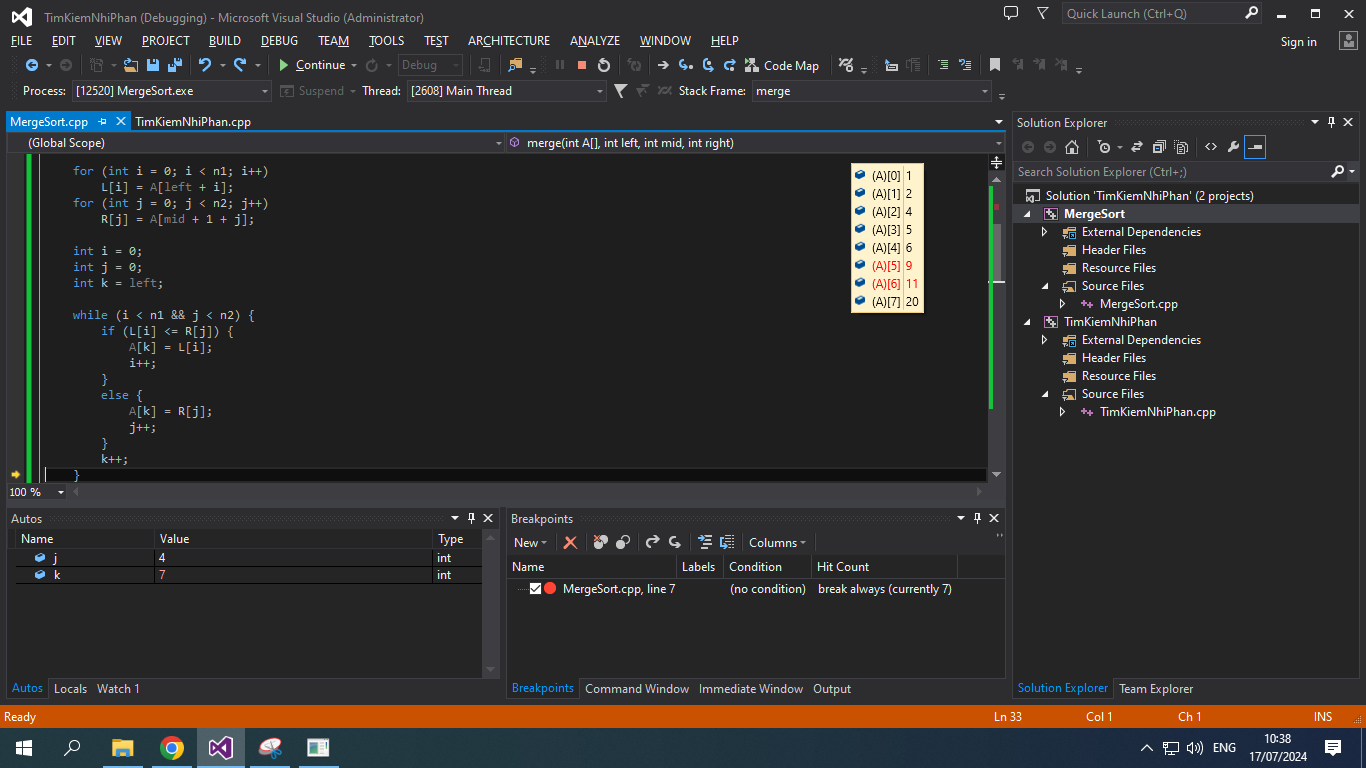 TimKiemNhiPhan (Debugging) - Microsoft Visual Studio (Administrator)
Quick Launch (Ctrl+Q)
FILE EDIT VIEW PROJECT BUILD DEBUG TEAM TOOLS TEST ARCHITECTURE ANALYZE WINDOW HELP
Sign in
Continue Debug Code Map
Process: [12520] MergeSort.exe Suspend Thread: [2608] Main Thread Stack Frame: merge
MergeSort.cpp TimKiemNhiPhan.cpp
(Global Scope) merge(int A[], int left, int mid, int right)
for (int i = 0; i < n1; i++)
L[i] = A[left + i];
for (int j = 0; j < n2; j++)
R[j] = A[mid + 1 + j];
int i = 0;
int j = 0;
int k = left;
while (i < n1 && j < n2) {
if (L[i] <= R[j]) {
A[k] = L[i];
i++;
}
else {
A[k] = R[j];
j++;
}
k++;
}
(A)[0] 1
(A)[1] 2
(A)[2] 4
(A)[3] 5
(A)[4] 6
(A)[5] 9
(A)[6] 11
(A)[7] 20
100 %
Autos
Name Value Type
j 4 int
k 7 int
Autos Locals Watch 1
Breakpoints
New Columns
Name Labels Condition Hit Count
MergeSort.cpp, line 7 (no condition) break always (currently 7)
Breakpoints Command Window Immediate Window Output
Solution Explorer
Search Solution Explorer (Ctrl+;)
Solution 'TimKiemNhiPhan' (2 projects)
MergeSort
External Dependencies
Header Files
Resource Files
Source Files
MergeSort.cpp
TimKiemNhiPhan
External Dependencies
Header Files
Resource Files
Source Files
TimKiemNhiPhan.cpp
Solution Explorer Team Explorer
Ready Ln 33 Col 1 Ch 1 INS
ENG
10:38
17/07/2024